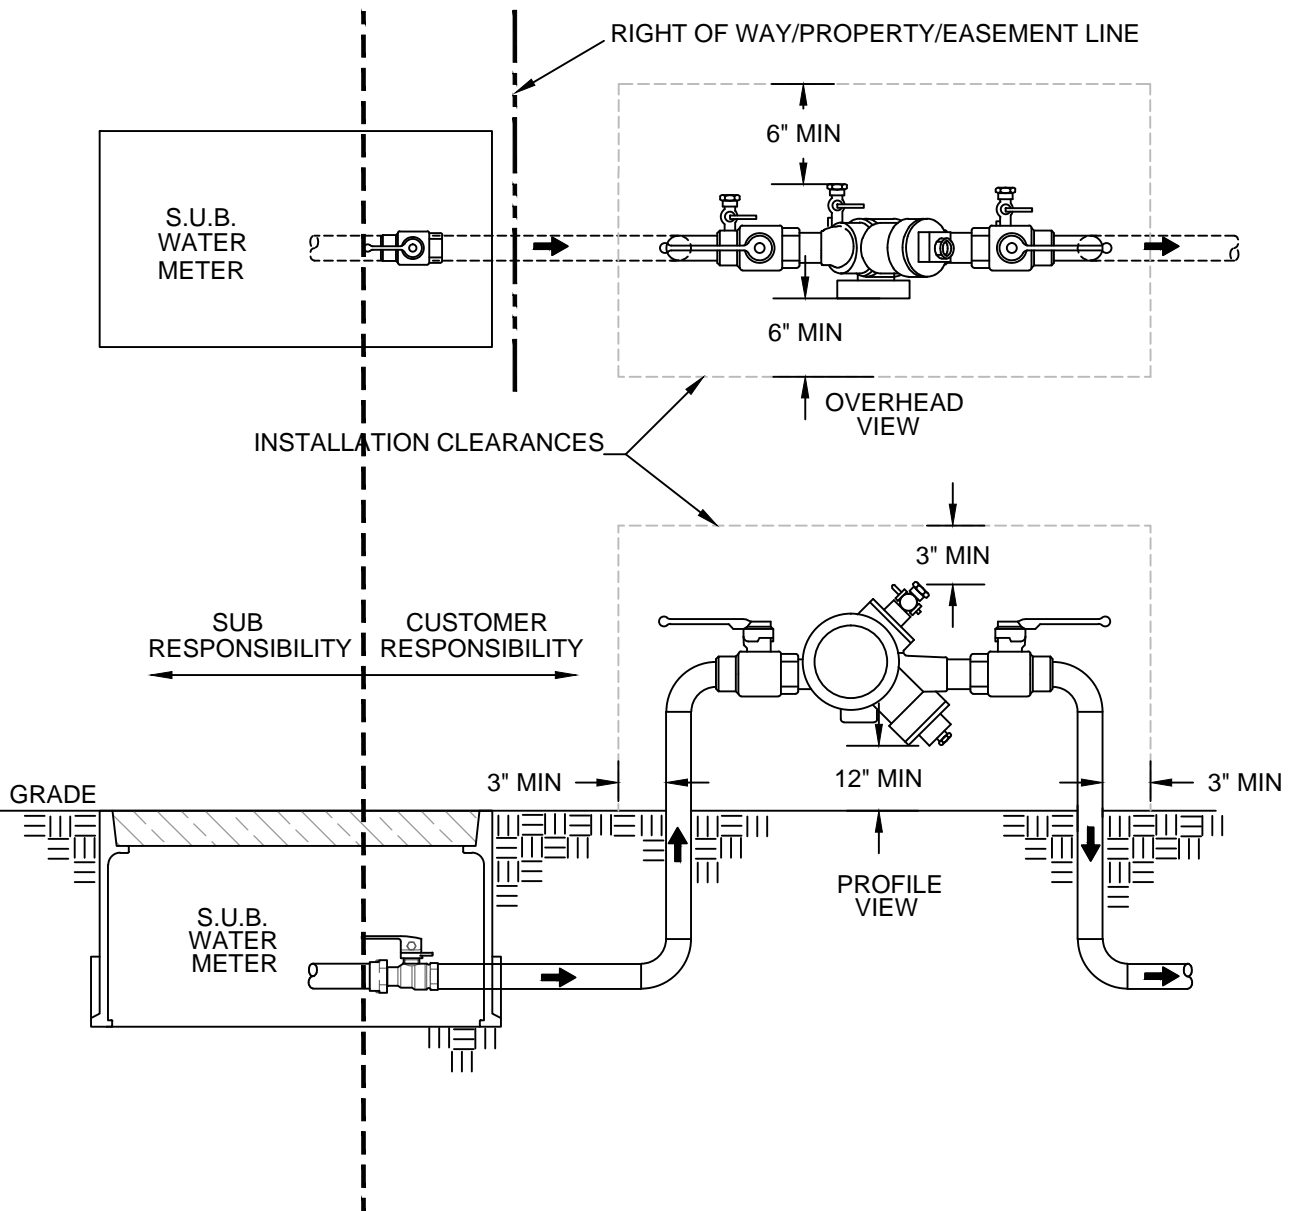 RIGHT OF WAY/PROPERTY/EASEMENT LINE
6" MIN
S.U.B.
WATER
METER
6" MIN
OVERHEAD
VIEW
INSTALLATION CLEARANCES
3" MIN
SUB
RESPONSIBILITY
CUSTOMER
RESPONSIBILITY
3" MIN
12" MIN
3" MIN
GRADE
PROFILE
VIEW
S.U.B.
WATER
METER